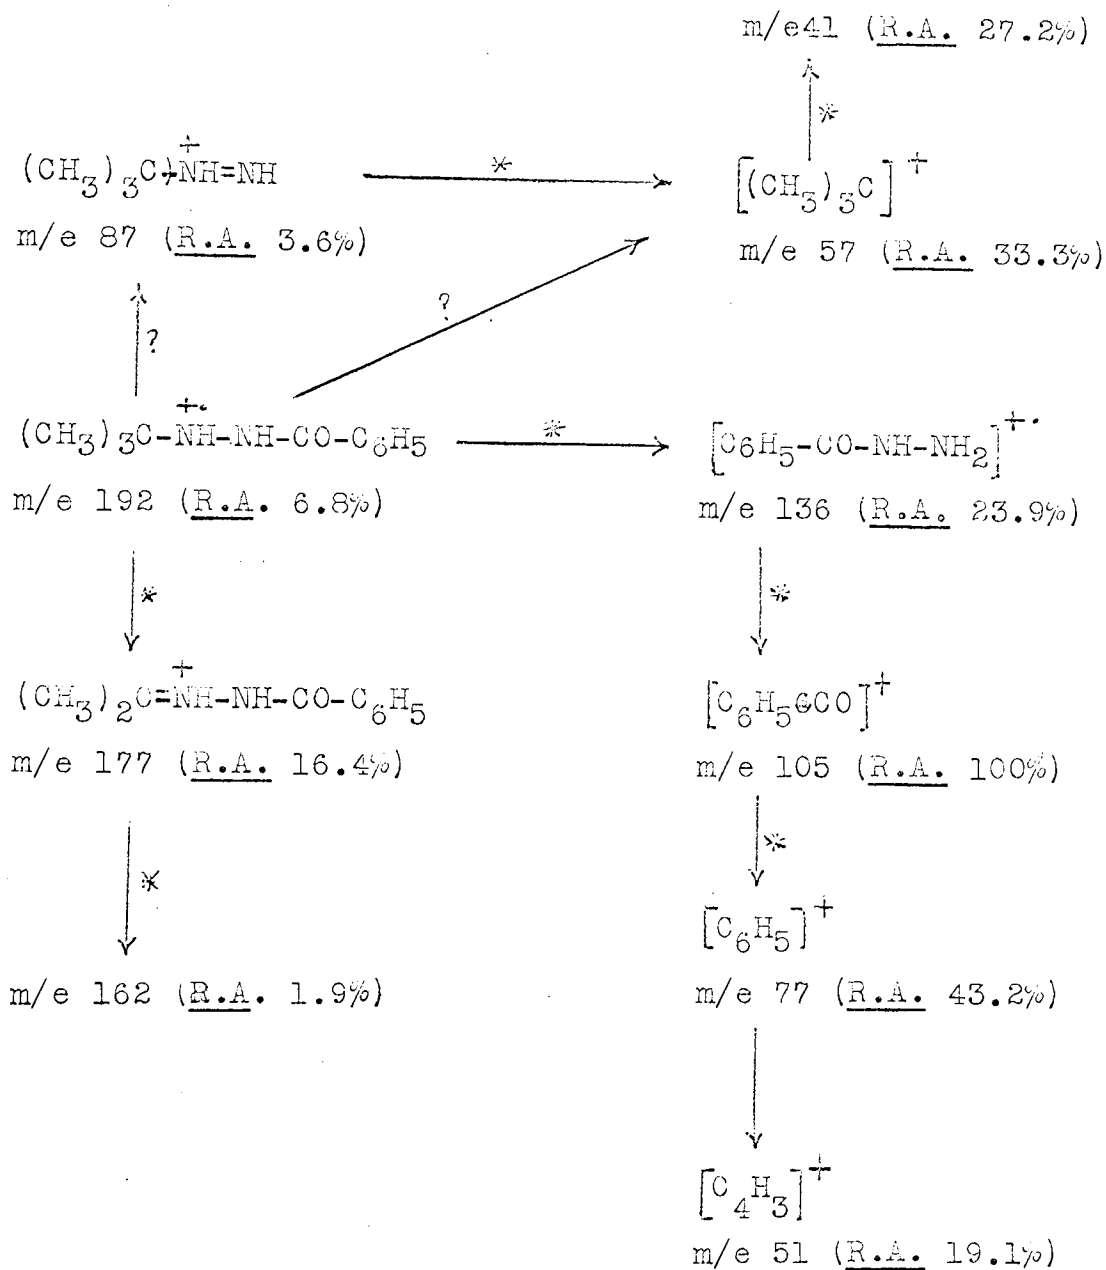 m/e41 (R.A. 27.2%)
*
(CH3)3C+NH=NH
+
*
[(CH3)3C]+
m/e 87 (R.A. 3.6%)
m/e 57 (R.A. 33.3%)
?
?
(CH3)3C-NH-NH-CO-C6H5
+.
*
[C6H5-CO-NH-NH2]+.
m/e 192 (R.A. 6.8%)
m/e 136 (R.A. 23.9%)
*
*
(CH3)2C=NH-NH-CO-C6H5
+
[C6H5CO]+
m/e 177 (R.A. 16.4%)
m/e 105 (R.A. 100%)
*
*
[C6H5]+
m/e 162 (R.A. 1.9%)
m/e 77 (R.A. 43.2%)
[C4H3]+
m/e 51 (R.A. 19.1%)